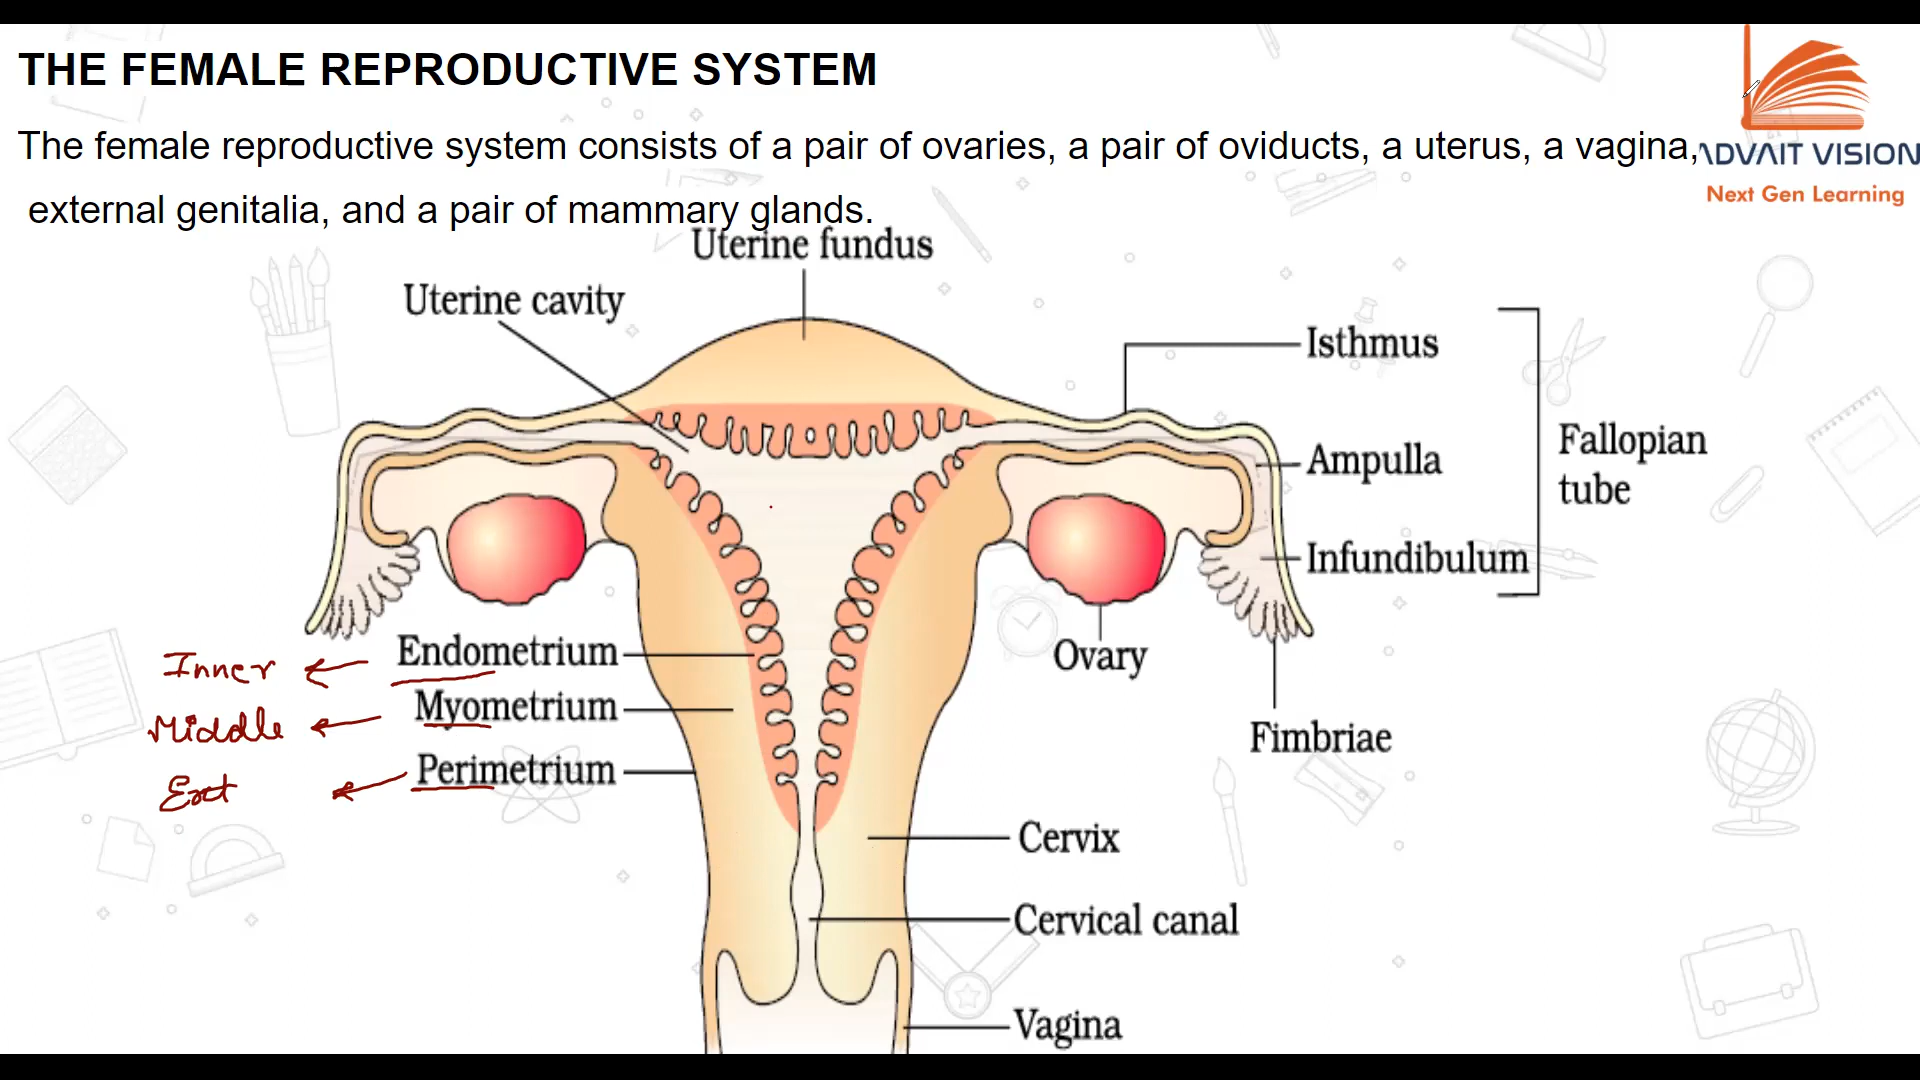 THE FEMALE REPRODUCTIVE SYSTEM
The female reproductive system consists of a pair of ovaries, a pair of oviducts, a uterus, a vagina,
external genitalia, and a pair of mammary glands.
ADVAIT VISION
Next Gen Learning
Uterine fundus
Uterine cavity
Isthmus
Ampulla
Fallopian
tube
Infundibulum
Inner ← Endometrium
Ovary
Middle ← Myometrium
Fimbriae
Ext ← Perimetrium
Cervix
Cervical canal
Vagina